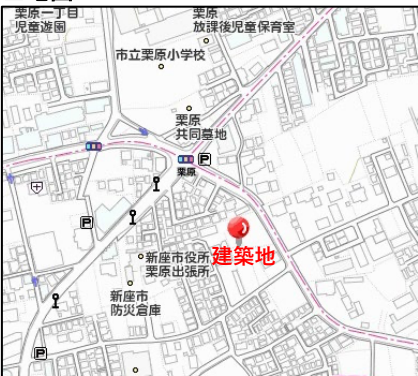 栗原一丁目
児童遊園
栗原
放課後児童保育室
市立栗原小学校
栗原
共同墓地
P
栗原
P
新座市役所
栗原出張所
建築地
新座市
防災倉庫
P